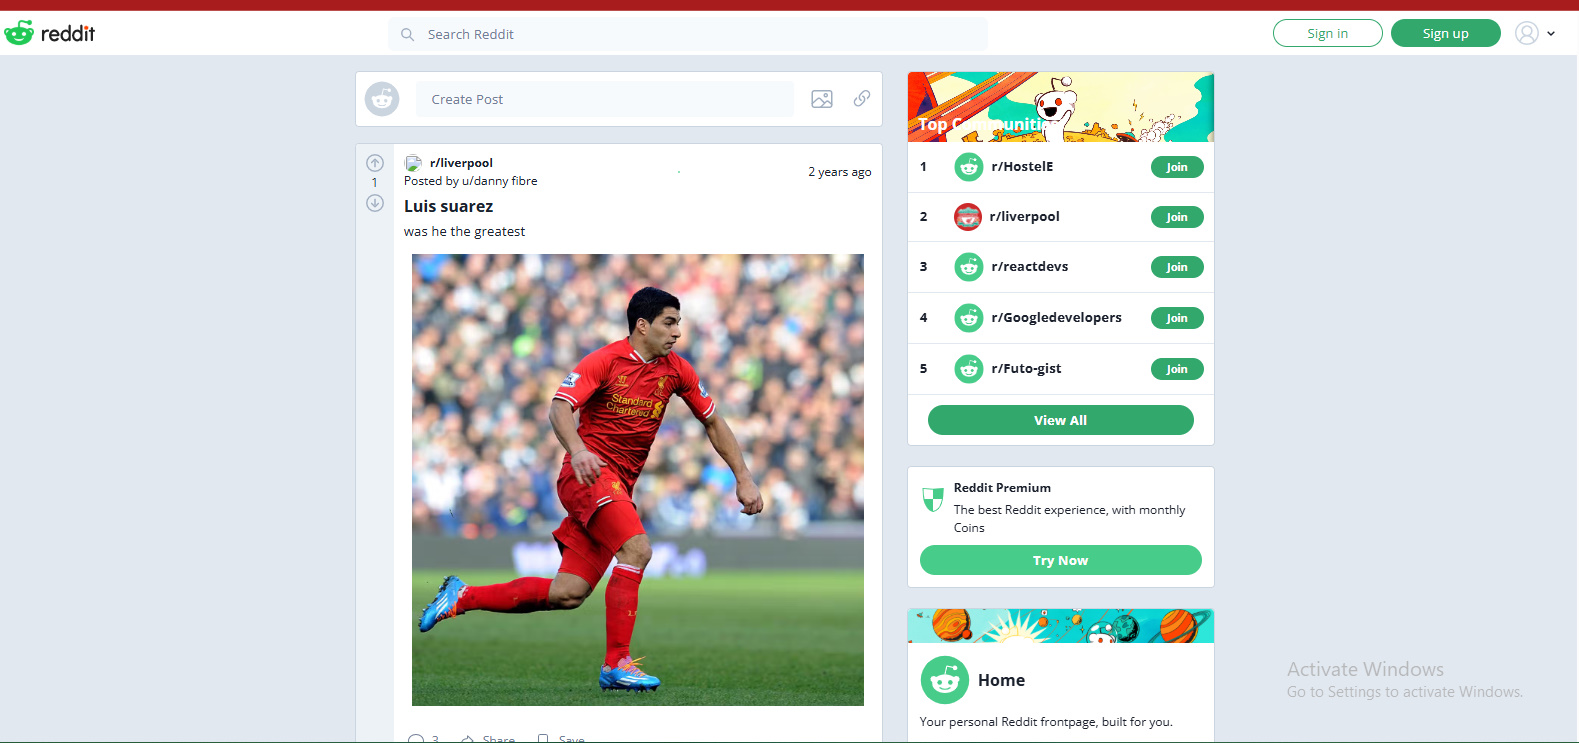 reddit
Search Reddit
Sign in
Sign up
Create Post
1
r/liverpool
Posted by u/danny fibre
2 years ago
Luis suarez
was he the greatest
Standard
Chartered
3
Share
Save
Top Communities
1
r/HostelE
Join
2
r/liverpool
Join
3
r/reactdevs
Join
4
r/Googledevelopers
Join
5
r/Futo-gist
Join
View All
Reddit Premium
The best Reddit experience, with monthly
Coins
Try Now
Home
Your personal Reddit frontpage, built for you.
Activate Windows
Go to Settings to activate Windows.